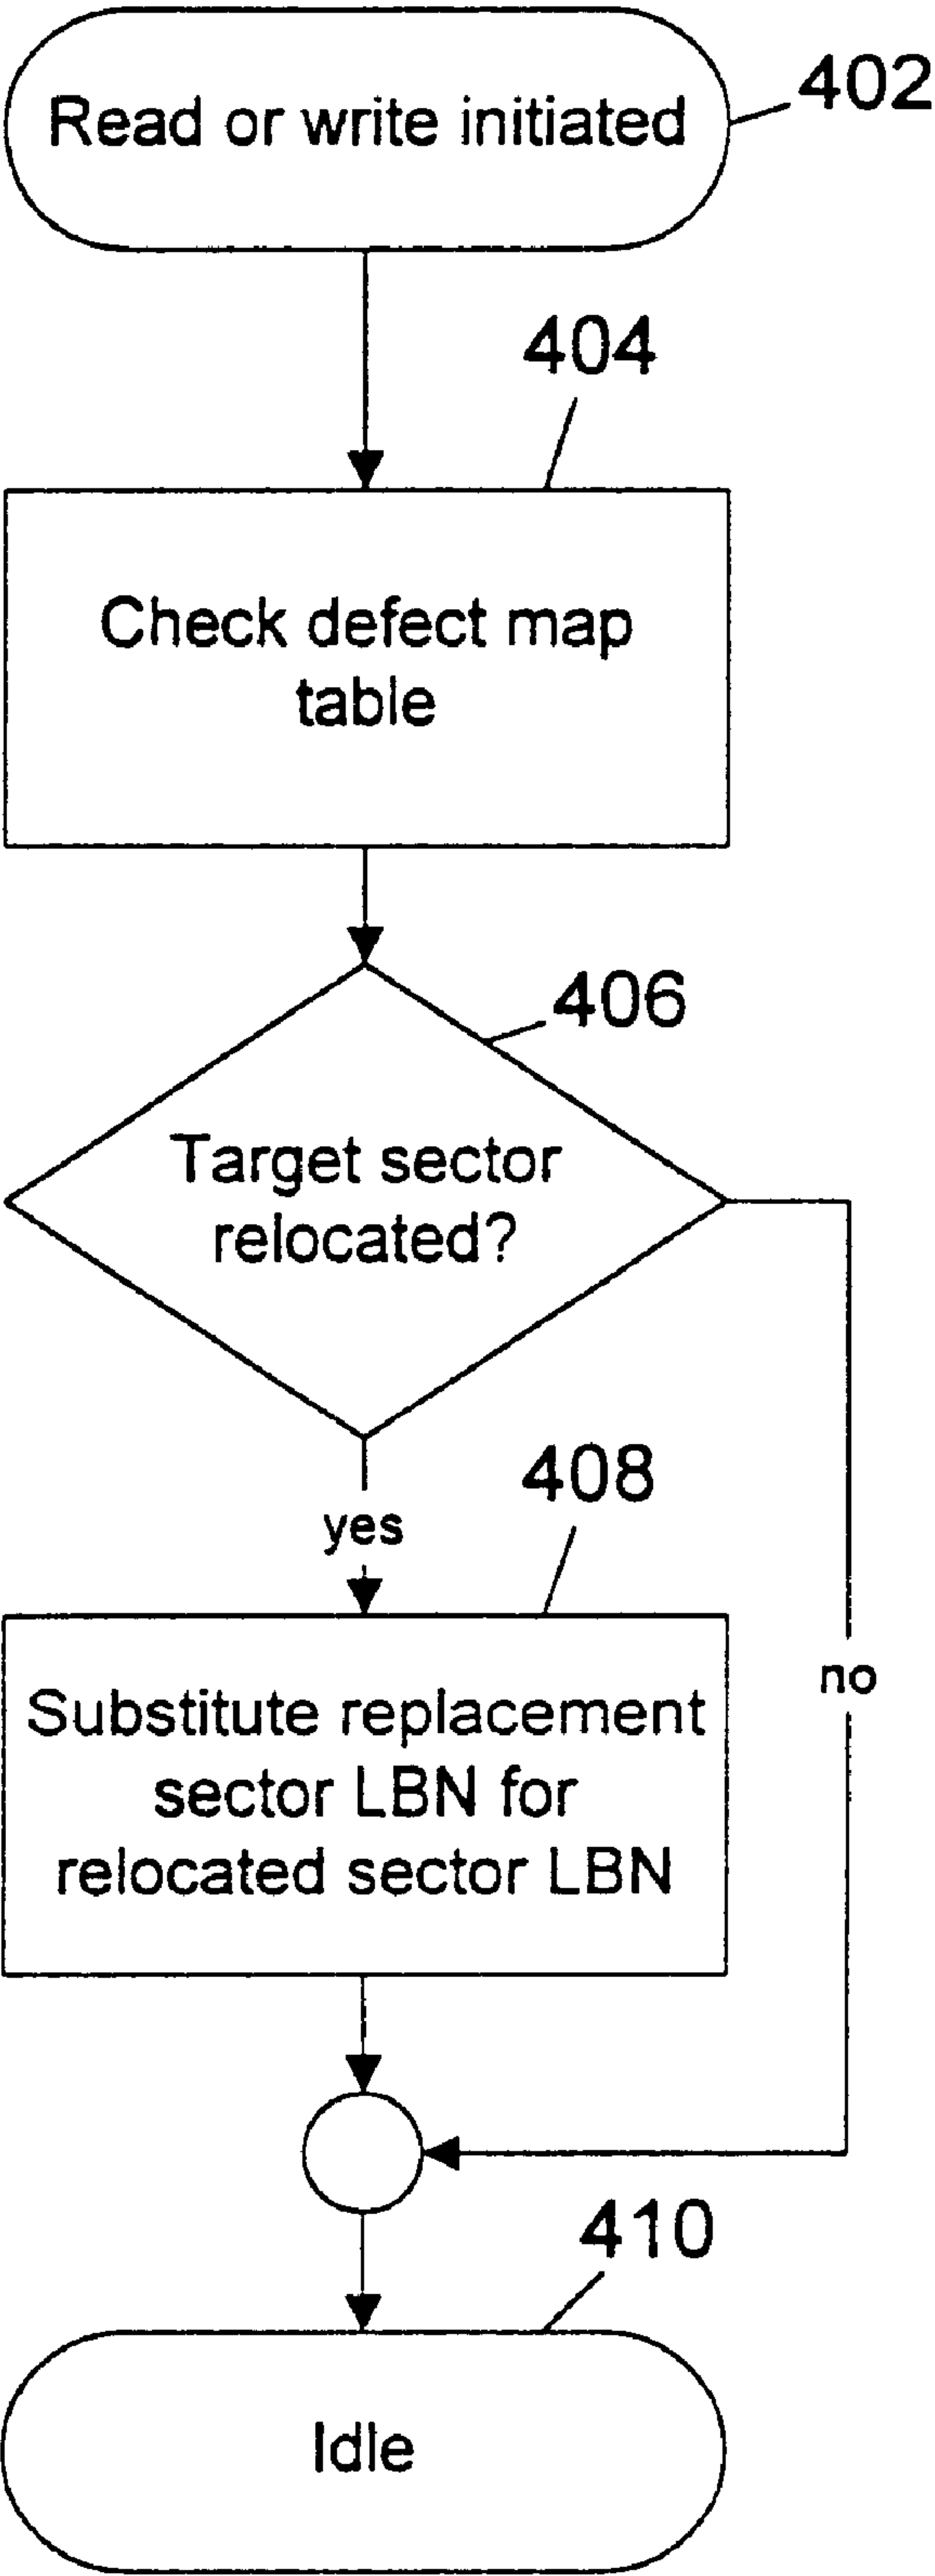 Read or write initiated
402
404
Check defect map
table
406
Target sector
relocated?
yes
408
no
Substitute replacement
sector LBN for
relocated sector LBN
410
Idle